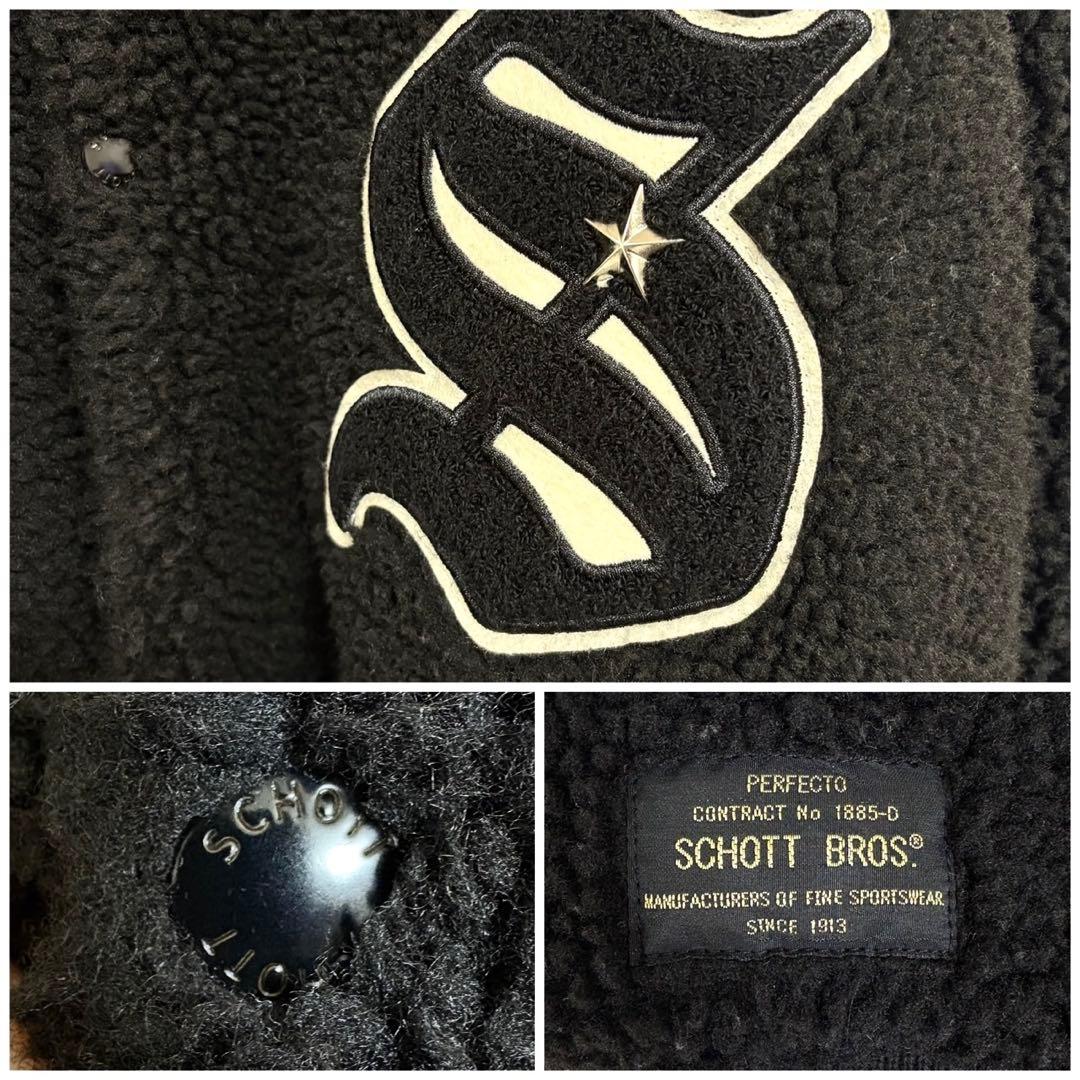 S
SCHOTT
SCHOTT
PERFECTO
CONTRACT No 1885-D
SCHOTT BROS.®
MANUFACTURERS OF FINE SPORTSWEAR
SINCE 1913